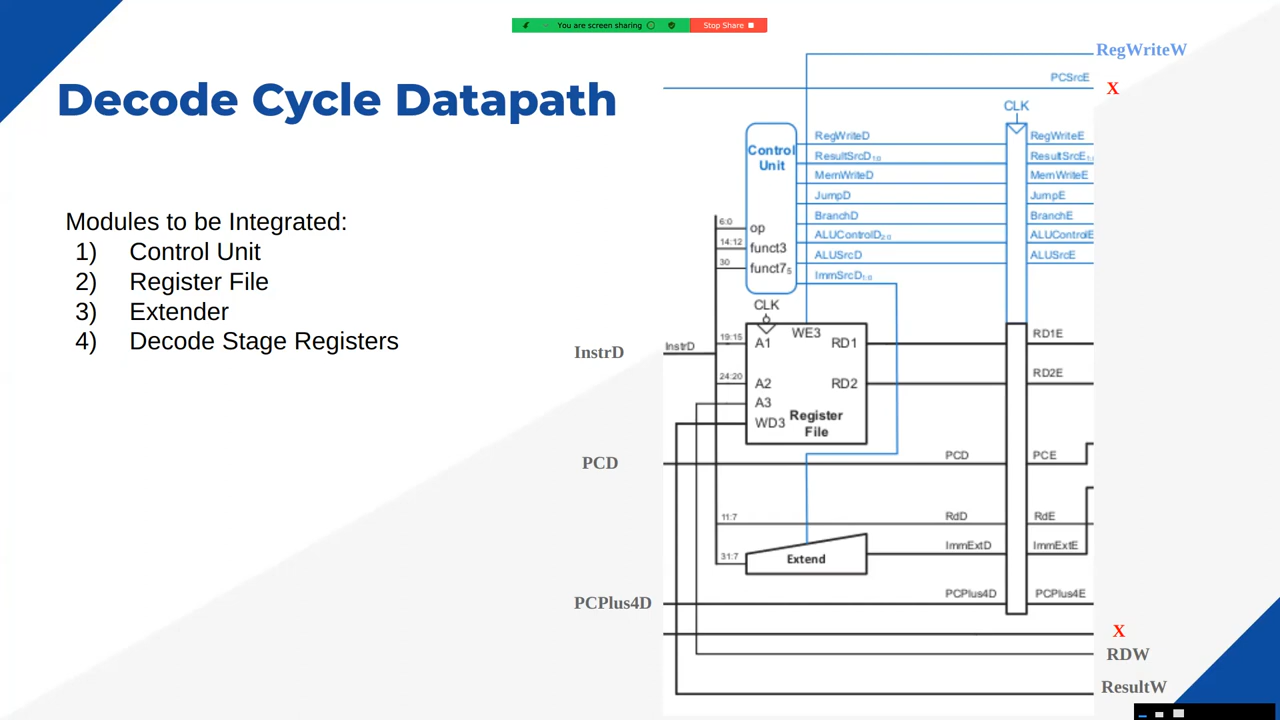 You are screen sharing
Stop Share
Decode Cycle Datapath
Modules to be Integrated:
1) Control Unit
2) Register File
3) Extender
4) Decode Stage Registers
RegWriteW
PCSrcE
X
CLK
Control
Unit
RegWriteD
RegWriteE
ResultSrcD1:0
ResultSrcE1:
MemWriteD
MemWriteE
JumpD
JumpE
6:0
op
BranchD
BranchE
14:12
funct3
ALUControlD2:0
ALUControlE
30
funct75
ALUSrcD
ALUSrcE
ImmSrcD1:0
CLK
WE3
InstrD
InstrD
19:15
A1
RD1
RD1E
24:20
A2
RD2
RD2E
A3
WD3
Register
File
PCD
PCD
PCE
11:7
RdD
RdE
31:7
Extend
ImmExtD
ImmExtE
PCPlus4D
PCPlus4D
PCPlus4E
X
RDW
ResultW